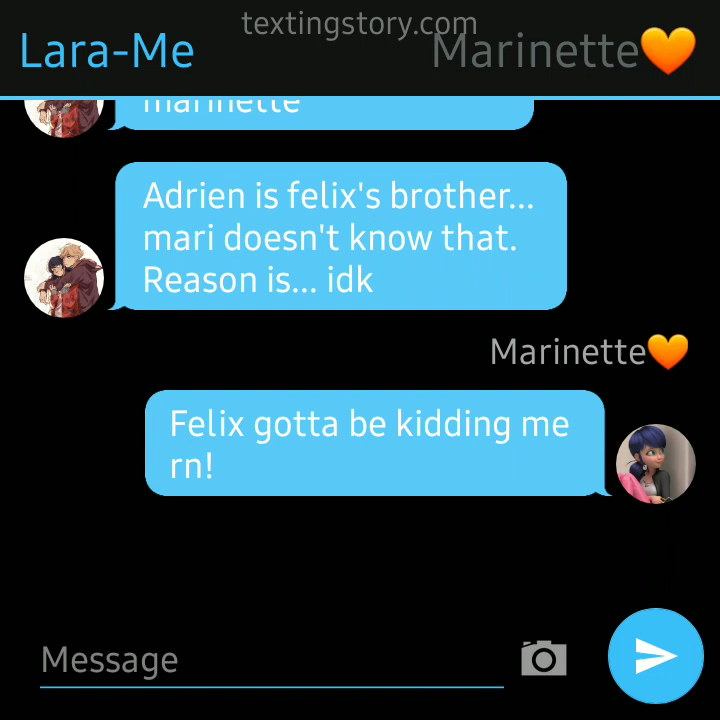 textingstory.com
Lara-Me
Marinette🧡
marinette
Adrien is felix's brother...
mari doesn't know that.
Reason is... idk
Marinette🧡
Felix gotta be kidding me
rn!
Message